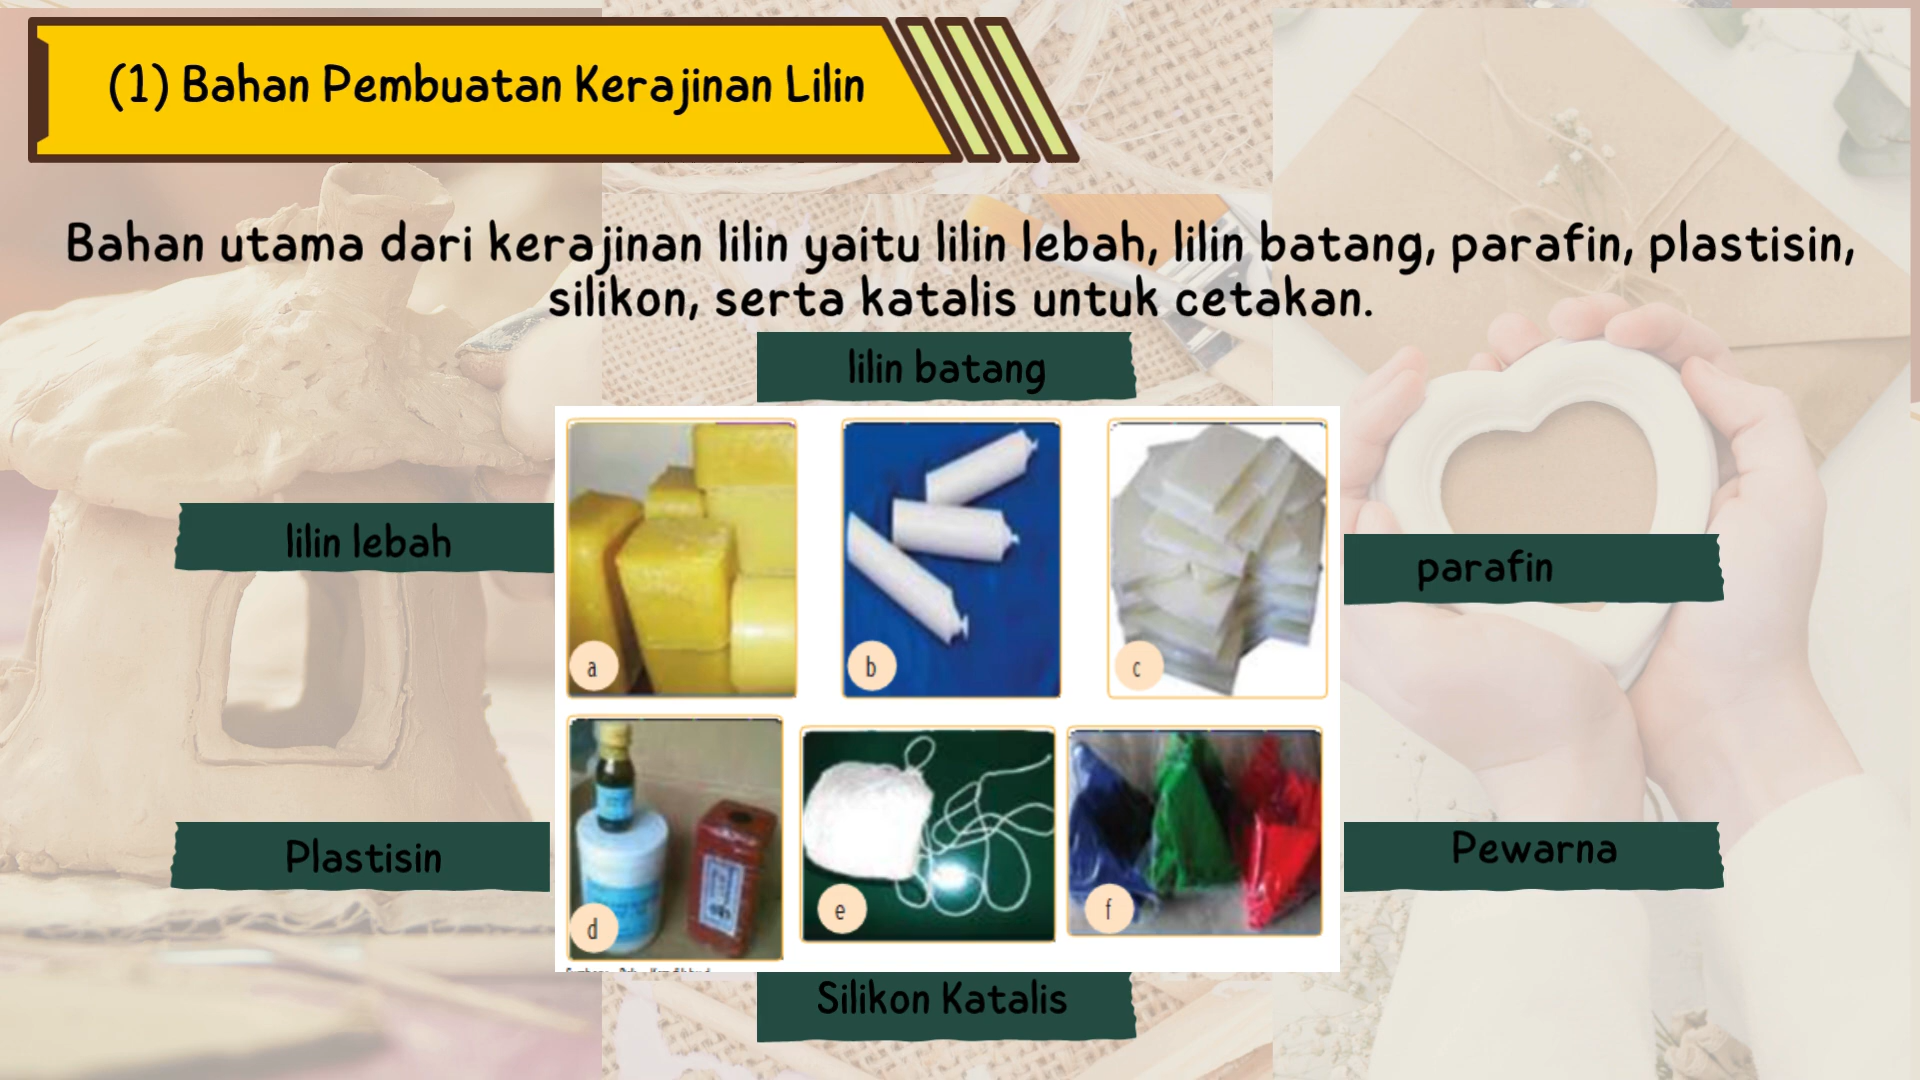 (1) Bahan Pembuatan Kerajinan Lilin
Bahan utama dari kerajinan lilin yaitu lilin lebah, lilin batang, parafin, plastisin,
silikon, serta katalis untuk cetakan.
lilin batang
lilin lebah
parafin
a
b
c
Plastisin
Pewarna
d
e
f
Silikon Katalis